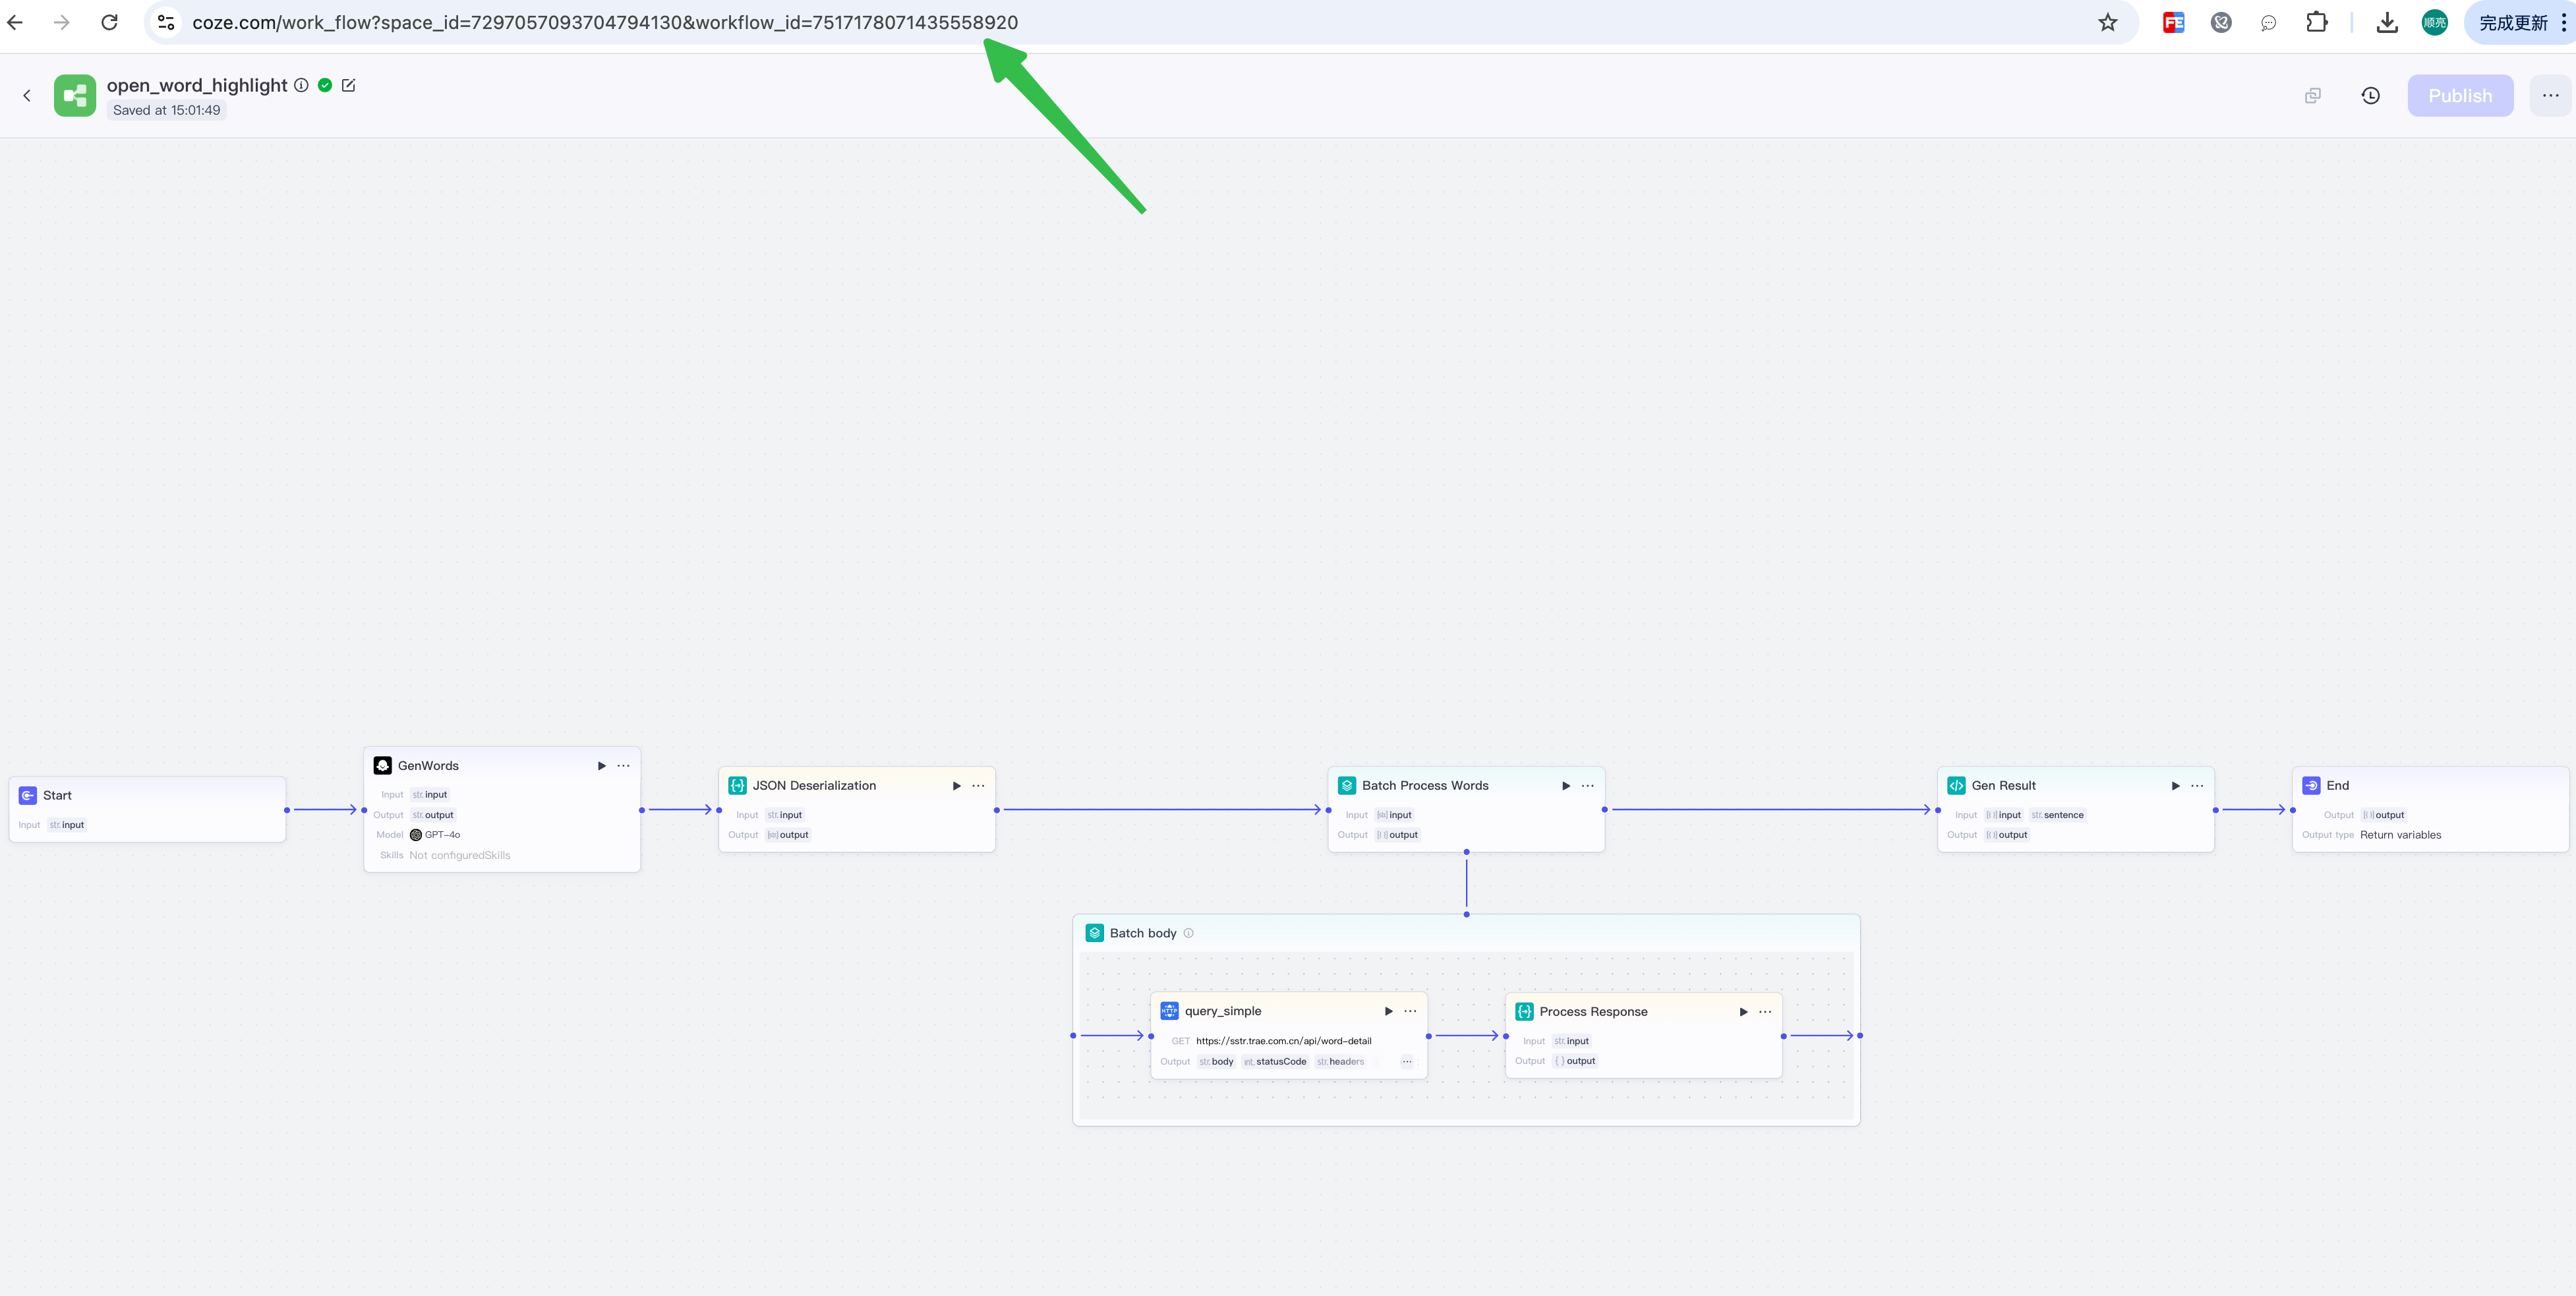 coze.com/work_flow?space_id=7297057093704794130&workflow_id=7517178071435558920
FE
顺亮
完成更新
open_word_highlight
Saved at 15:01:49
Publish
Start
Input str. input
GenWords
Input str. input
Output str. output
Model GPT-4o
Skills Not configuredSkills
JSON Deserialization
Input str. input
Output output
Batch Process Words
Input input
Output output
Gen Result
Input input str. sentence
Output output
End
Output output
Output type Return variables
Batch body
HTTP
query_simple
GET https://sstr.trae.com.cn/api/word-detail
Output str. body int. statusCode str. headers
Process Response
Input str. input
Output { } output